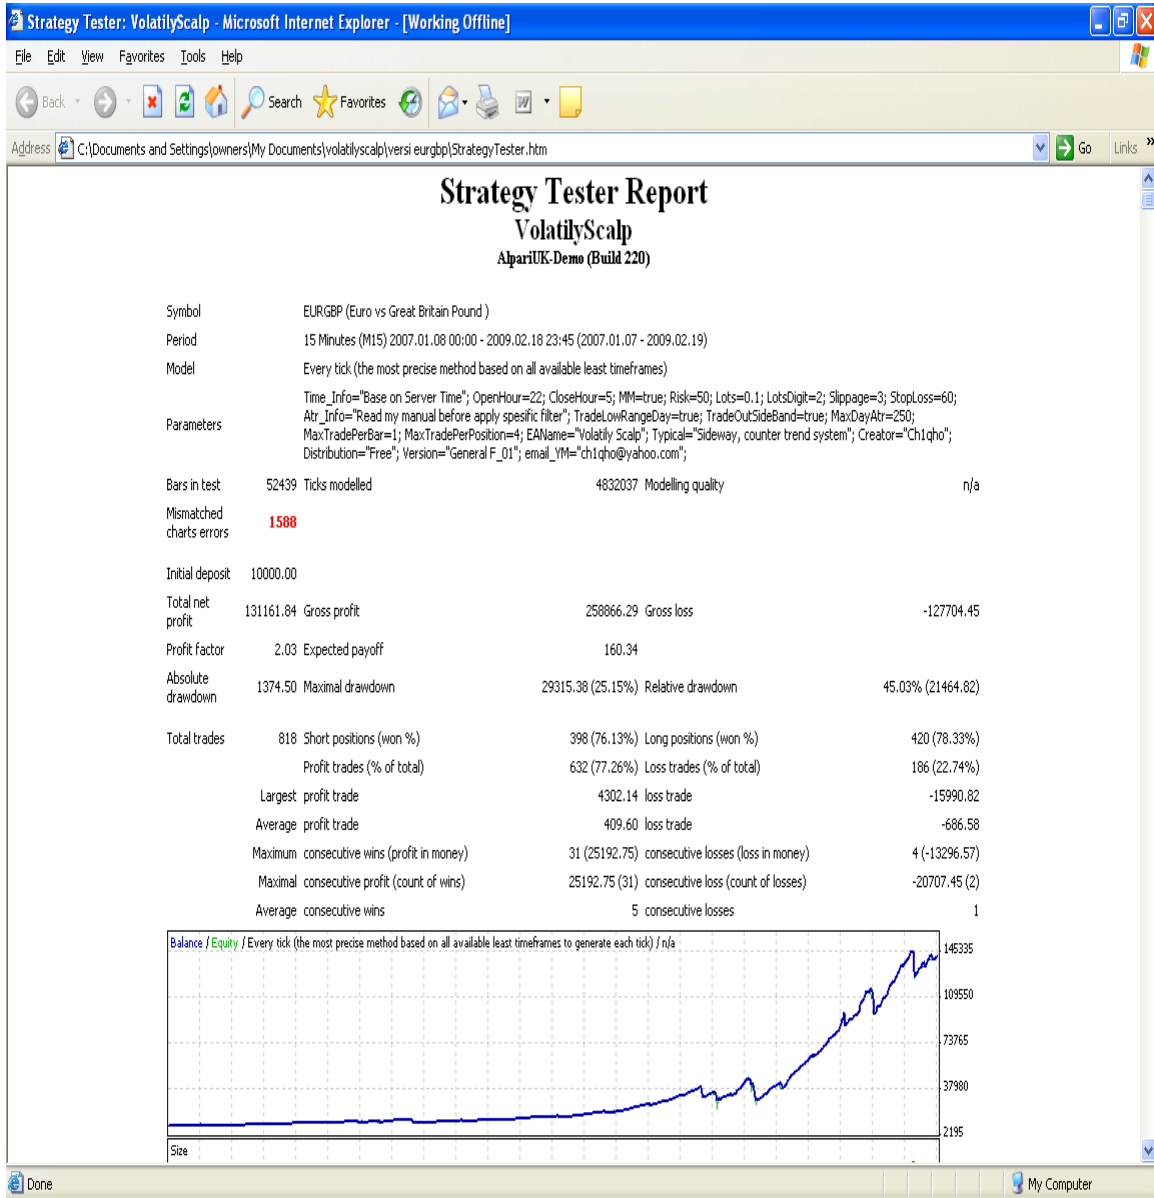 Strategy Tester: VolatilyScalp - Microsoft Internet Explorer - [Working Offline]
File Edit View Favorites Tools Help
Back Search Favorites
Address C:\Documents and Settings\owners\My Documents\volatilyscalp\versi eurgbp\StrategyTester.htm Go Links »
Strategy Tester Report
VolatilyScalp
AlpariUK-Demo (Build 220)
Symbol EURGBP (Euro vs Great Britain Pound )
Period 15 Minutes (M15) 2007.01.08 00:00 - 2009.02.18 23:45 (2007.01.07 - 2009.02.19)
Model Every tick (the most precise method based on all available least timeframes)
Parameters Time_Info="Base on Server Time"; OpenHour=22; CloseHour=5; MM=true; Risk=50; Lots=0.1; LotsDigit=2; Slippage=3; StopLoss=60;
Atr_Info="Read my manual before apply spesific filter"; TradeLowRangeDay=true; TradeOutSideBand=true; MaxDayAtr=250;
MaxTradePerBar=1; MaxTradePerPosition=4; EAName="Volatily Scalp"; Typical="Sideway, counter trend system"; Creator="Ch1qho";
Distribution="Free"; Version="General F_01"; email_YM="ch1qho@yahoo.com";
Bars in test 52439 Ticks modelled 4832037 Modelling quality n/a
Mismatched charts errors 1588
Initial deposit 10000.00
Total net profit 131161.84 Gross profit 258866.29 Gross loss -127704.45
Profit factor 2.03 Expected payoff 160.34
Absolute drawdown 1374.50 Maximal drawdown 29315.38 (25.15%) Relative drawdown 45.03% (21464.82)
Total trades 818 Short positions (won %) 398 (76.13%) Long positions (won %) 420 (78.33%)
Profit trades (% of total) 632 (77.26%) Loss trades (% of total) 186 (22.74%)
Largest profit trade 4302.14 loss trade -15990.82
Average profit trade 409.60 loss trade -686.58
Maximum consecutive wins (profit in money) 31 (25192.75) consecutive losses (loss in money) 4 (-13296.57)
Maximal consecutive profit (count of wins) 25192.75 (31) consecutive loss (count of losses) -20707.45 (2)
Average consecutive wins 5 consecutive losses 1
Balance / Equity / Every tick (the most precise method based on all available least timeframes to generate each tick) / n/a
145335
109550
73765
37980
2195
Size
Done My Computer